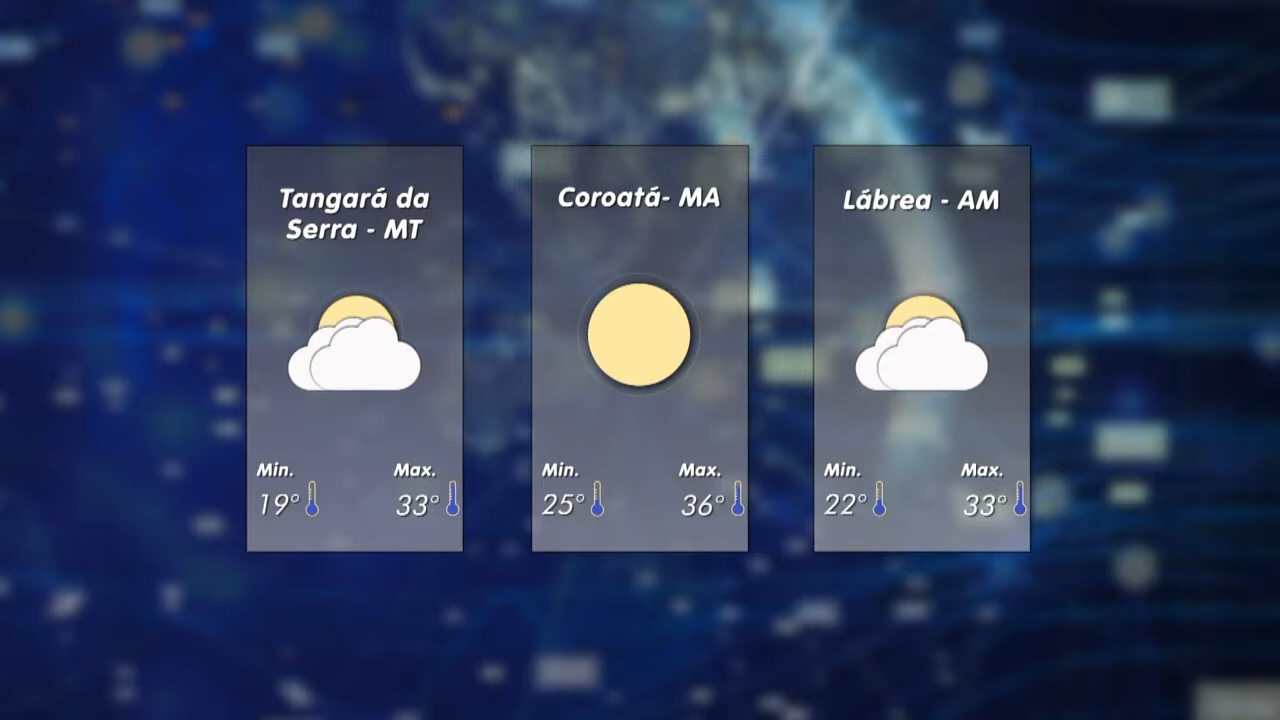 Tangará da
Serra - MT
Min. Max.
19° 33°
Coroatá- MA
Min. Max.
25° 36°
Lábrea - AM
Min. Max.
22° 33°